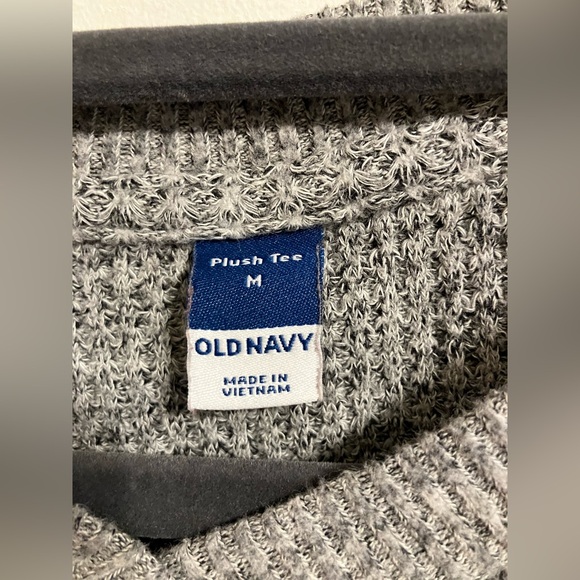 Plush Tee
M
OLD NAVY
MADE IN
VIETNAM